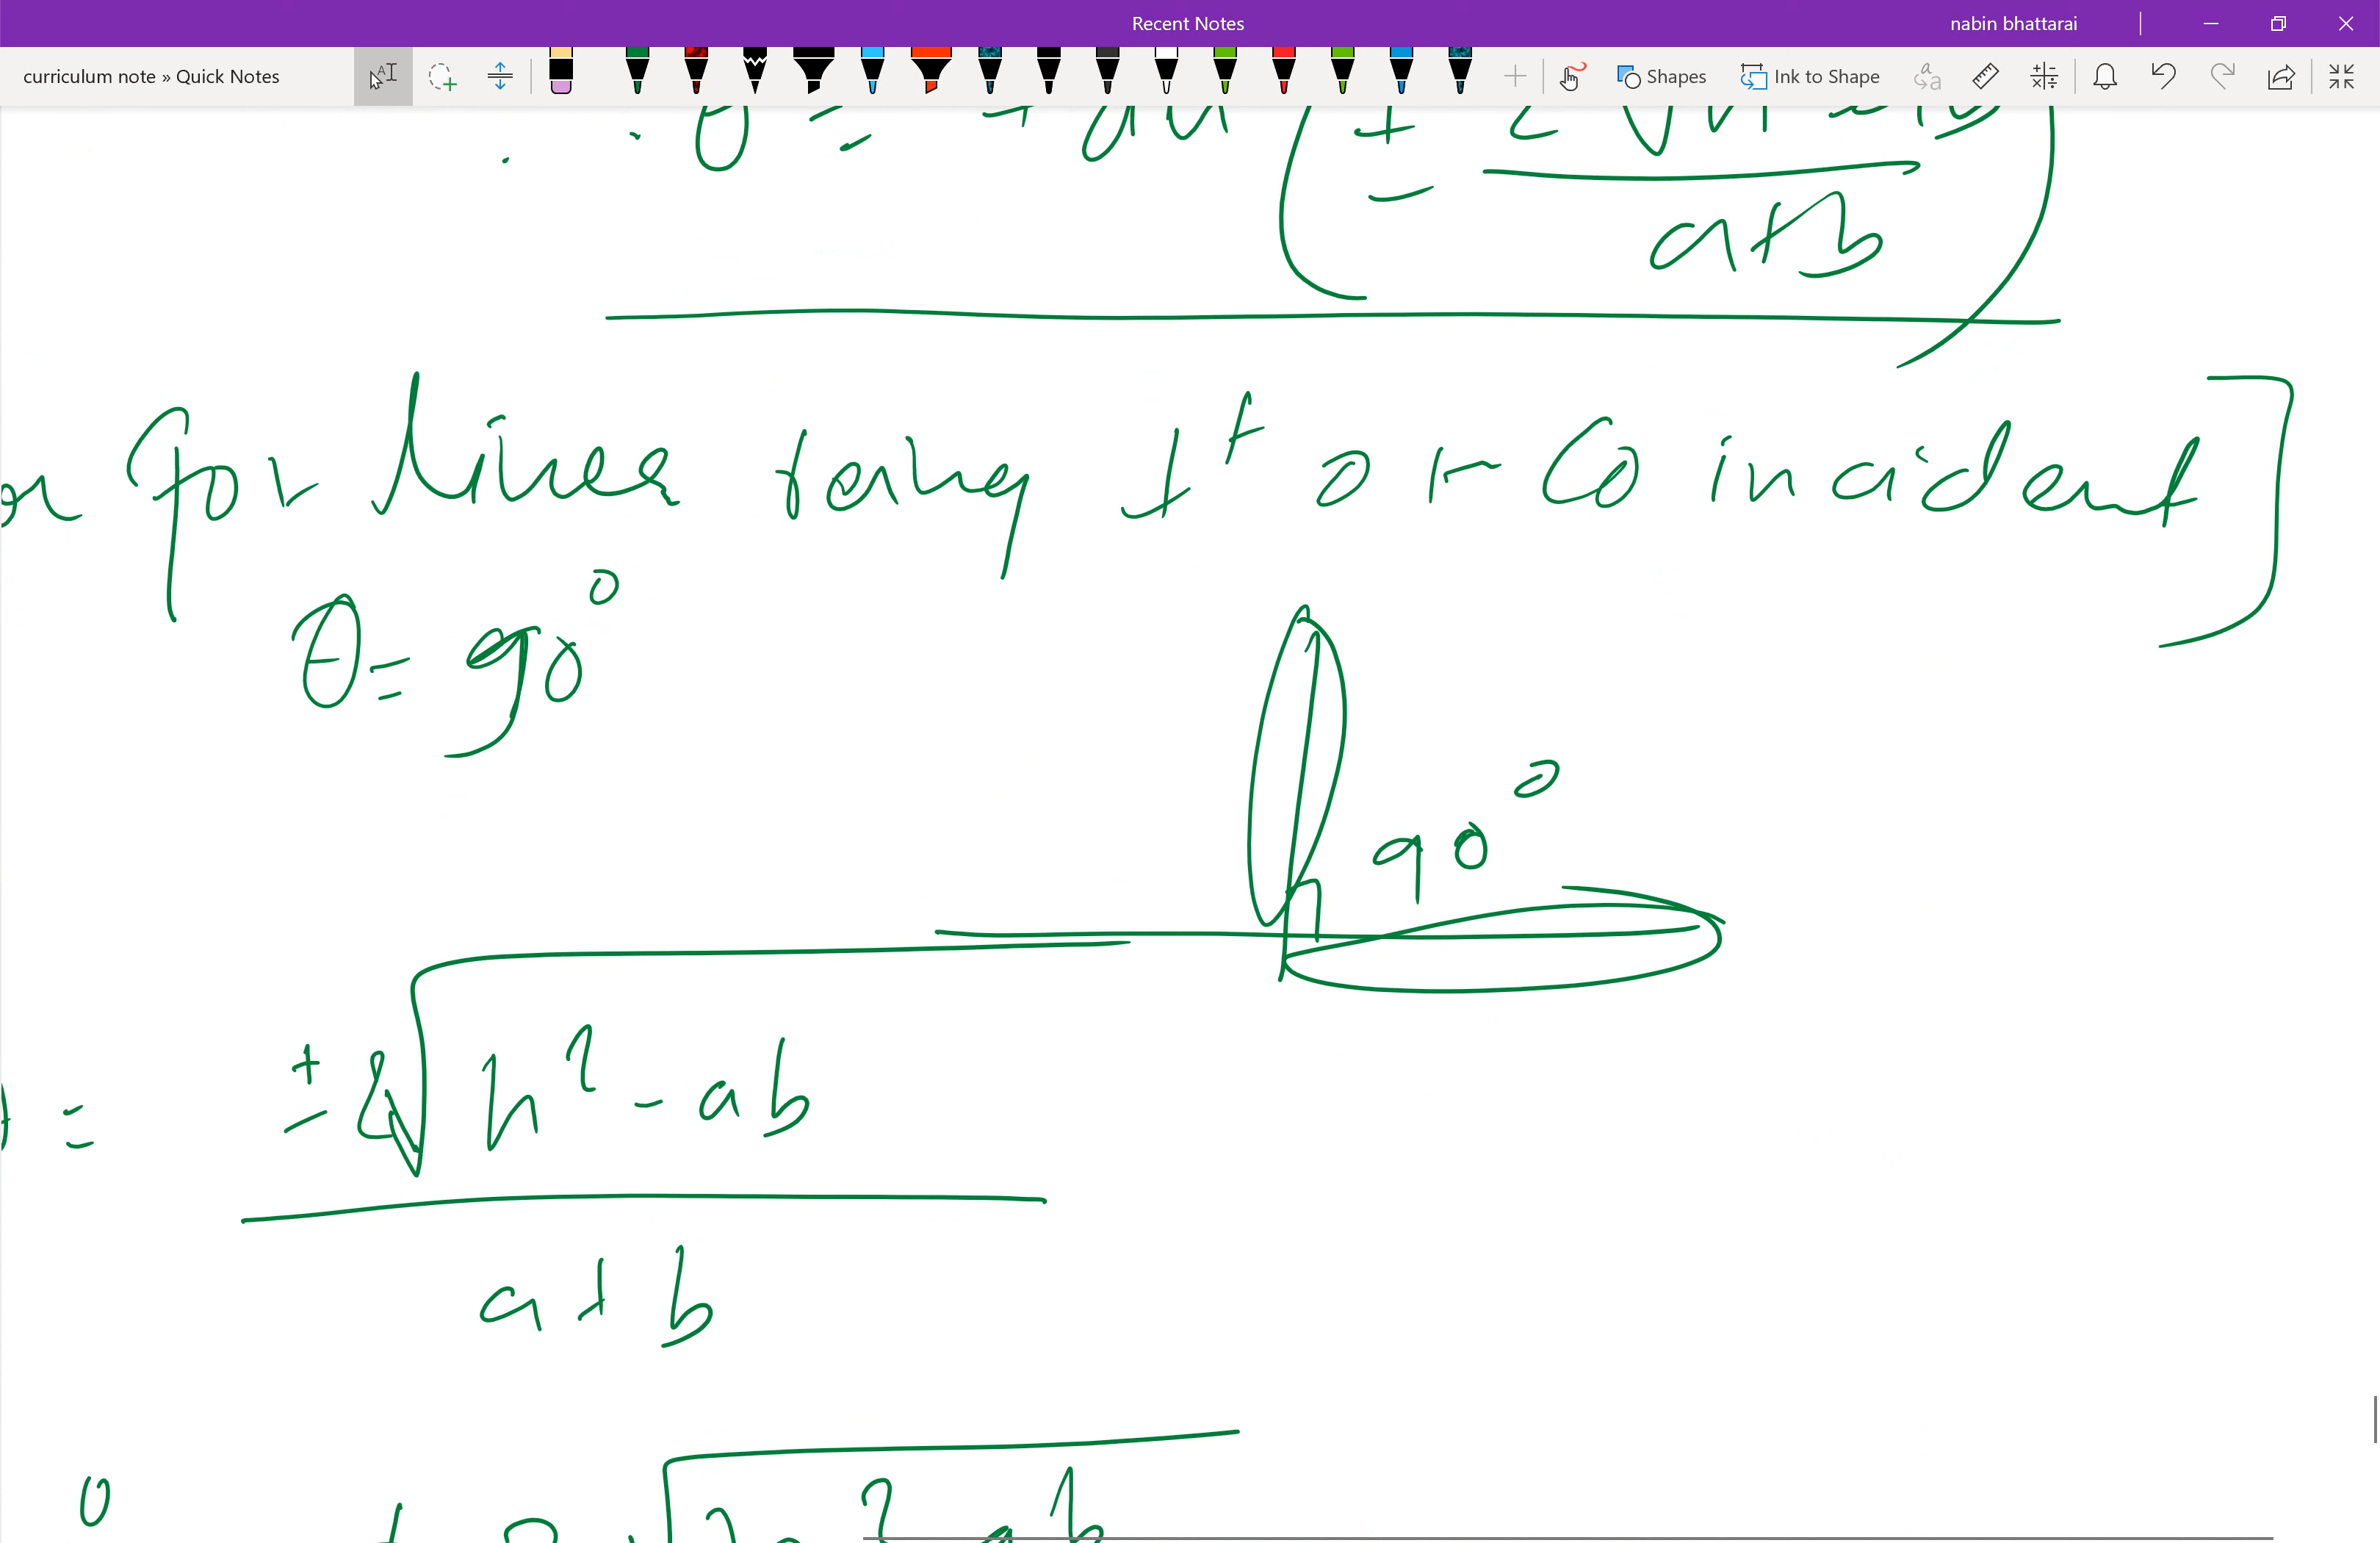 Recent Notes
nabin bhattarai
curriculum note » Quick Notes
Shapes
Ink to Shape
a+b
for lines ⊥r or Coincident]
θ = 90°
90°
= ± 2√h² - ab
a + b